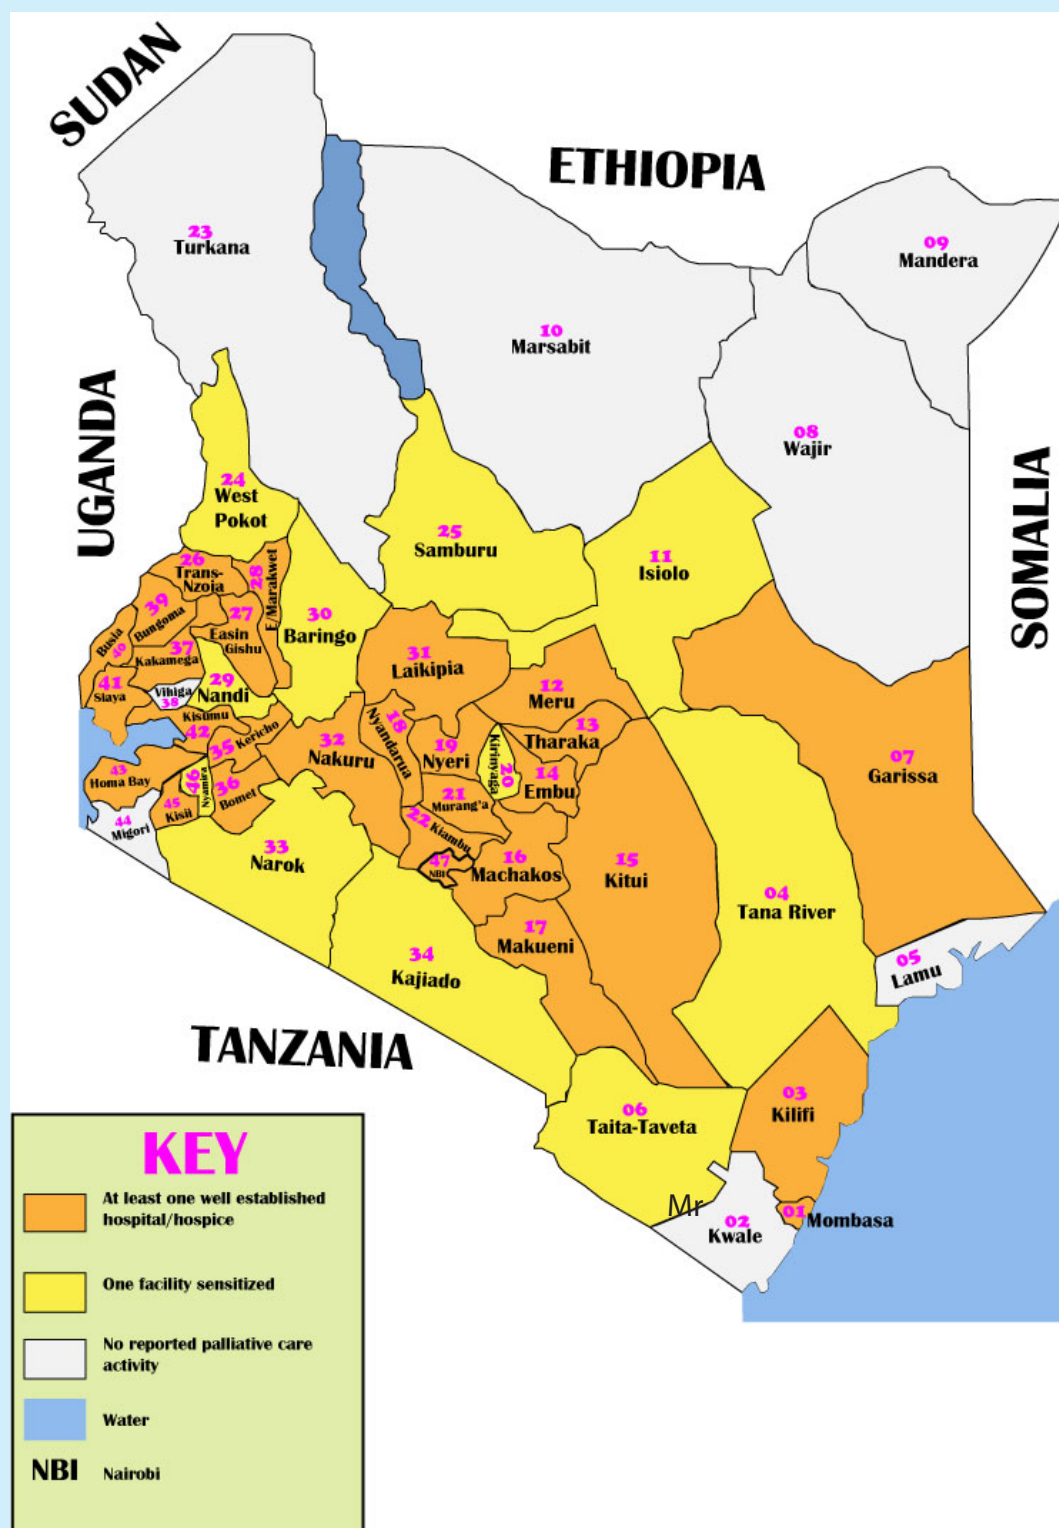 SUDAN
ETHIOPIA
23
Turkana
09
Mandera
10
Marsabit
UGANDA
08
Wajir
SOMALIA
24
West
Pokot
25
Samburu
11
Isiolo
26
Trans-
Nzoia
28
E/Marakwet
39
Bungoma
27
Easin
Gishu
30
Baringo
Busia
40
37
Kakamega
31
Laikipia
41
Siaya
Vihiga
38
29
Nandi
12
Meru
Kisumu
42
35
Kericho
32
Nakuru
18
Nyandarua
19
Nyeri
Kirinyaga
20
13
Tharaka
14
Embu
07
Garissa
43
Homa Bay
46
Nyamira
36
Bomet
45
Kisii
21
Murang'a
44
Migori
22
Kiambu
33
Narok
47
NBI
16
Machakos
15
Kitui
04
Tana River
17
Makueni
34
Kajiado
05
Lamu
TANZANIA
06
Taita-Taveta
03
Kilifi
Mr
02
Kwale
01
Mombasa
KEY
At least one well established
hospital/hospice
One facility sensitized
No reported palliative care
activity
Water
NBI Nairobi